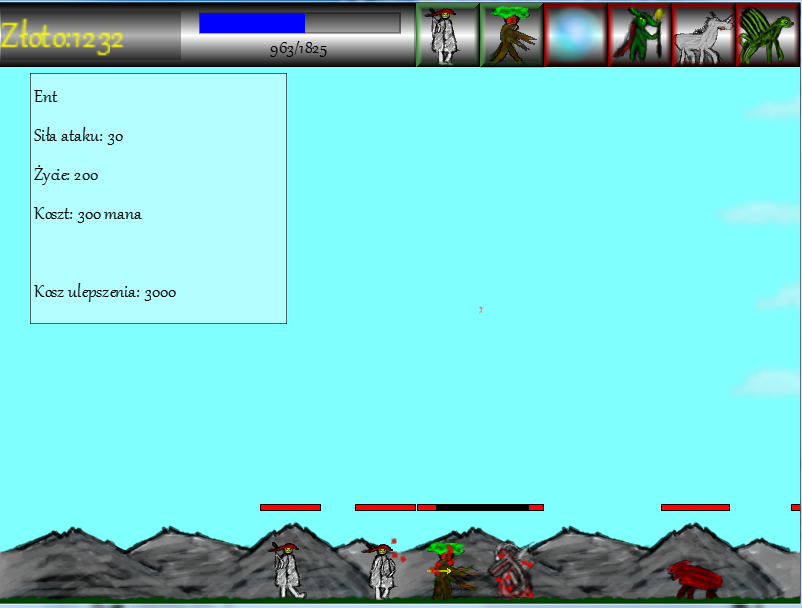 Złoto:1232
963/1825
Ent
Siła ataku: 30
Życie: 200
Koszt: 300 mana
Kosz ulepszenia: 3000